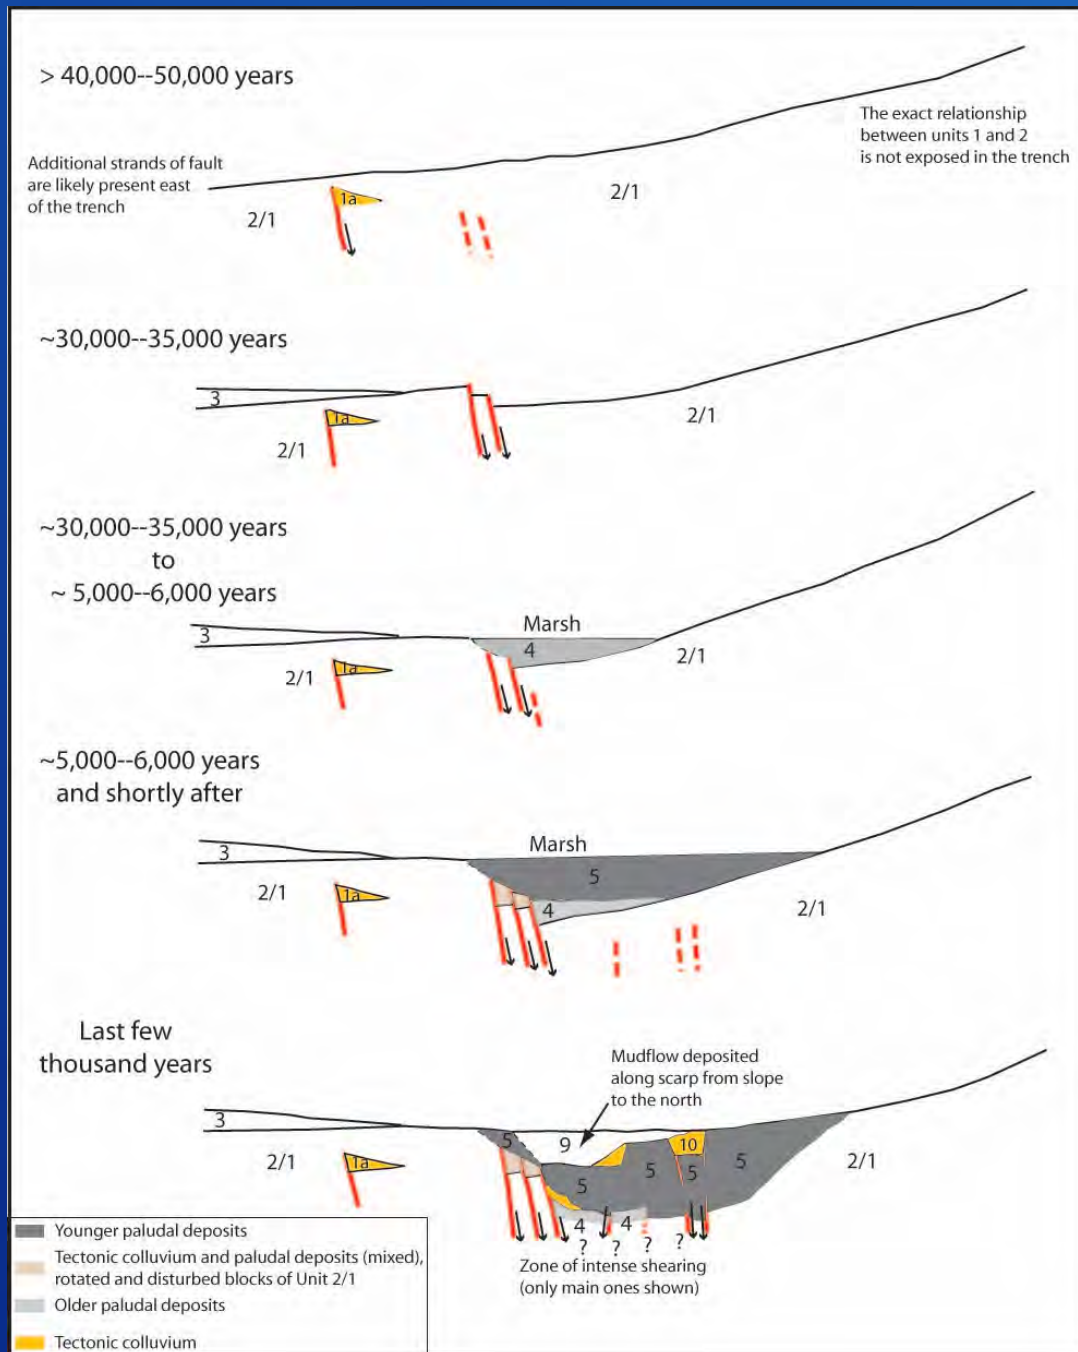 > 40,000--50,000 years
The exact relationship
between units 1 and 2
is not exposed in the trench
Additional strands of fault
are likely present east
of the trench
1a
2/1
2/1
~30,000--35,000 years
3
1a
2/1
2/1
~30,000--35,000 years
to
~ 5,000--6,000 years
Marsh
3
4
1a
2/1
2/1
~5,000--6,000 years
and shortly after
Marsh
3
5
2/1
1a
4
2/1
Last few
thousand years
Mudflow deposited
along scarp from slope
to the north
3
5
9
10
2/1
1a
5
5
5
2/1
5
4
4
? ? ? ?
Zone of intense shearing
(only main ones shown)
Younger paludal deposits
Tectonic colluvium and paludal deposits (mixed),
rotated and disturbed blocks of Unit 2/1
Older paludal deposits
Tectonic colluvium